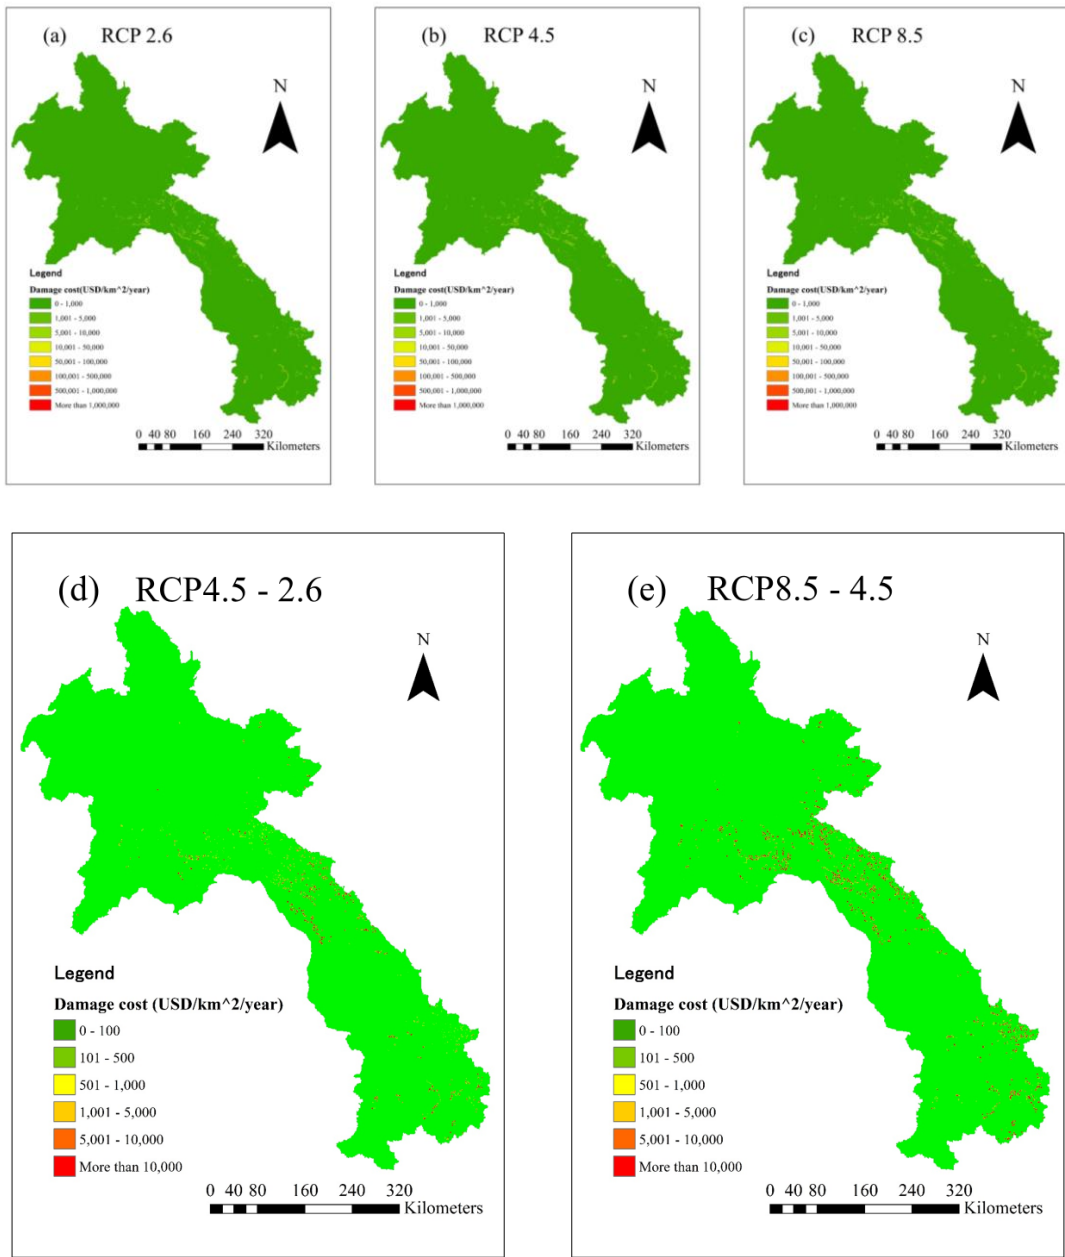 (a) RCP 2.6
N
Legend
Damage cost(USD/km^2/year)
0 - 1,000
1,001 - 5,000
5,001 - 10,000
10,001 - 50,000
50,001 - 100,000
100,001 - 500,000
500,001 - 1,000,000
More than 1,000,000
0 40 80 160 240 320
Kilometers
(b) RCP 4.5
N
Legend
Damage cost(USD/km^2/year)
0 - 1,000
1,001 - 5,000
5,001 - 10,000
10,001 - 50,000
50,001 - 100,000
100,001 - 500,000
500,001 - 1,000,000
More than 1,000,000
0 40 80 160 240 320
Kilometers
(c) RCP 8.5
N
Legend
Damage cost(USD/km^2/year)
0 - 1,000
1,001 - 5,000
5,001 - 10,000
10,001 - 50,000
50,001 - 100,000
100,001 - 500,000
500,001 - 1,000,000
More than 1,000,000
0 40 80 160 240 320
Kilometers
(d) RCP4.5 - 2.6
N
Legend
Damage cost (USD/km^2/year)
0 - 100
101 - 500
501 - 1,000
1,001 - 5,000
5,001 - 10,000
More than 10,000
0 40 80 160 240 320
Kilometers
(e) RCP8.5 - 4.5
N
Legend
Damage cost (USD/km^2/year)
0 - 100
101 - 500
501 - 1,000
1,001 - 5,000
5,001 - 10,000
More than 10,000
0 40 80 160 240 320
Kilometers